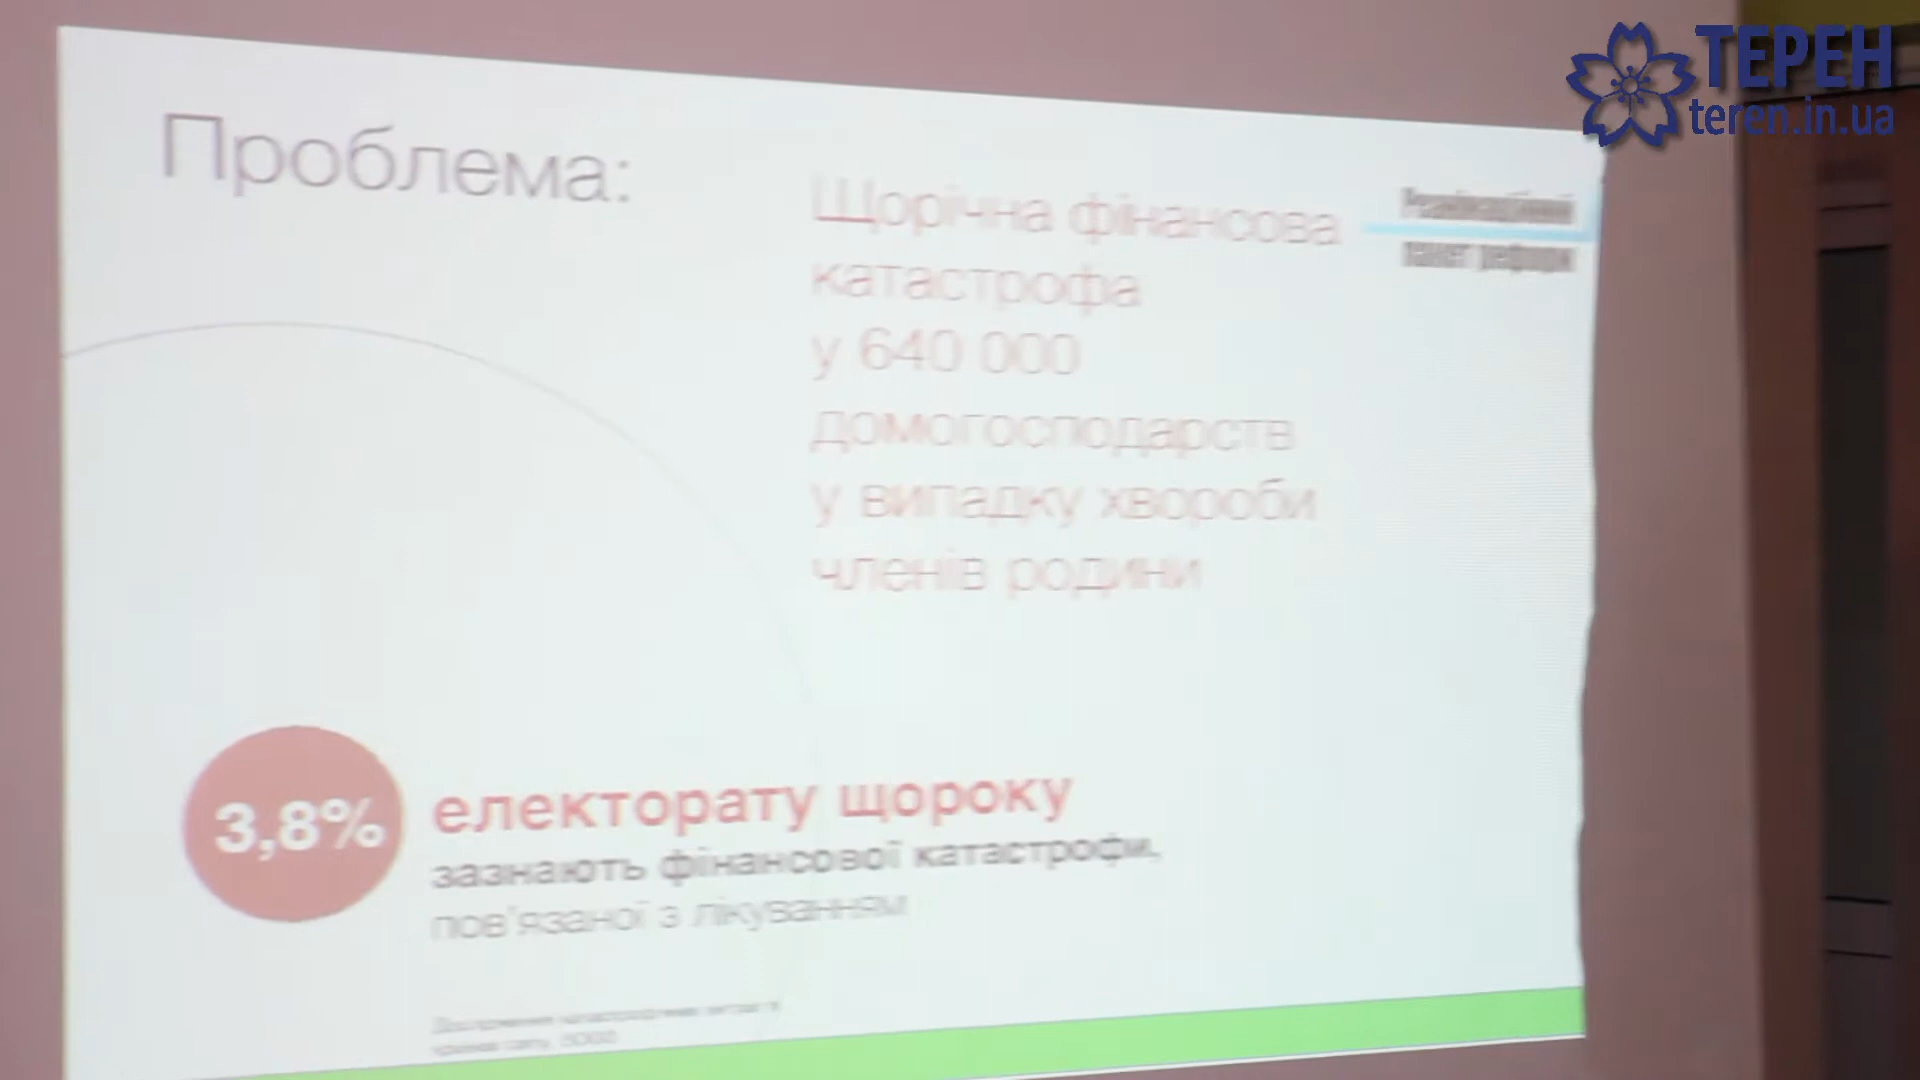 ТЕРЕН
teren.in.ua
Проблема:
Щорічна фінансова
катастрофа
у 640 000
домогосподарств
у випадку хвороби
членів родини
3,8%
електорату щороку
зазнають фінансової катастрофи,
пов'язаної з лікуванням